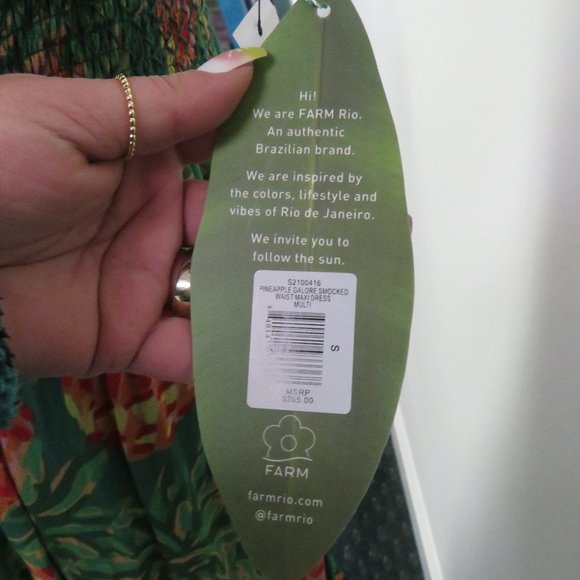 Hi!
We are FARM Rio.
An authentic
Brazilian brand.
We are inspired by
the colors, lifestyle and
vibes of Rio de Janeiro.
We invite you to
follow the sun.
S2100416
PINEAPPLE GALORE SMOCKED
WAIST MAXI DRESS
MULTI
S
MSRP
$265.00
FARM
farmrio.com
@farmrio